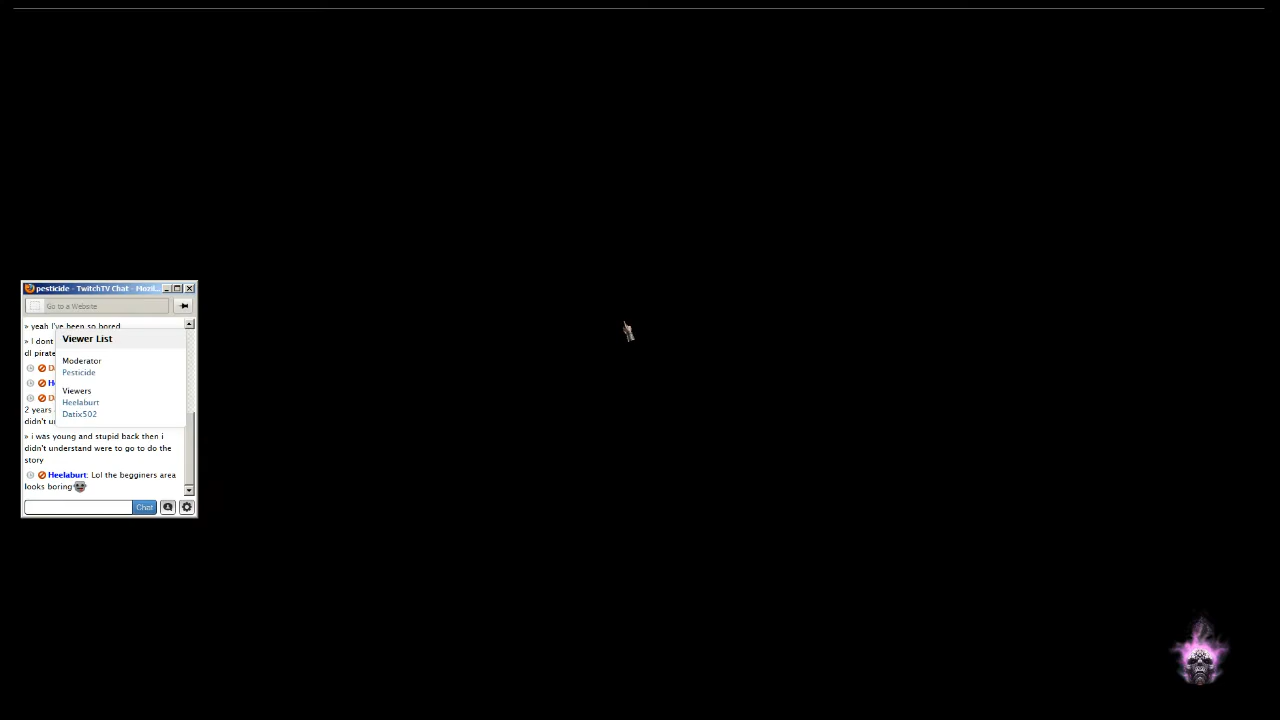 pesticide - TwitchTV Chat - Mozil...
Go to a Website
» yeah I've been so bored
» I dont
dl pirate
Viewer List
Moderator
Pesticide
Viewers
Heelaburt
Datix502
2 years
didn't
» i was young and stupid back then i
didn't understand were to go to do the
story
Heelaburt: Lol the begginers area
looks boring
Chat